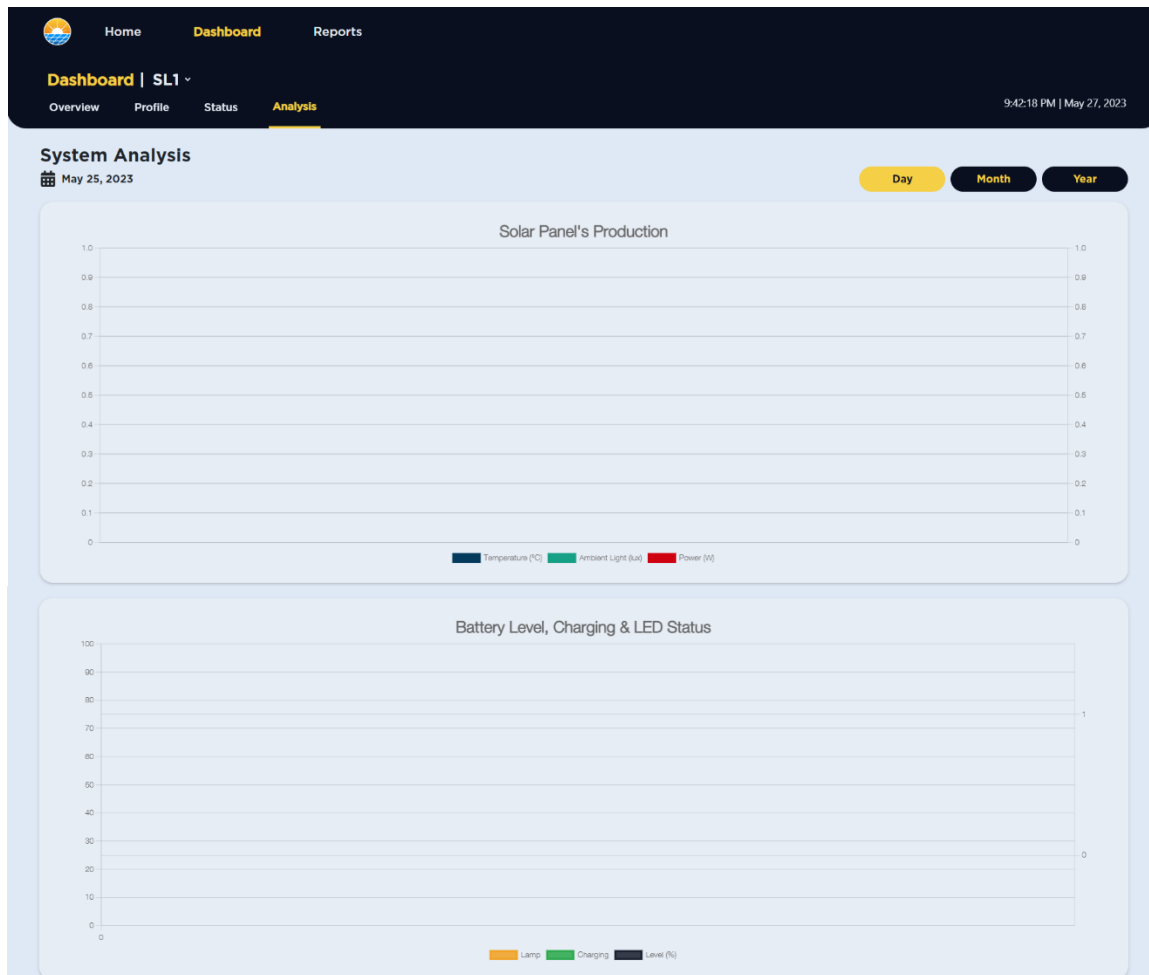 Home Dashboard Reports
Dashboard | SL1
Overview Profile Status Analysis
9:42:18 PM | May 27, 2023
System Analysis
May 25, 2023
Day Month Year
Solar Panel's Production
1.0 1.0
0.9 0.9
0.8 0.8
0.7 0.7
0.6 0.6
0.5 0.5
0.4 0.4
0.3 0.3
0.2 0.2
0.1 0.1
0 0
Temperature (ºC) Ambient Light (lux) Power (W)
Battery Level, Charging & LED Status
100
90
80
70
60
50
40
30
20
10
0
1
0
0
Lamp Charging Level (%)